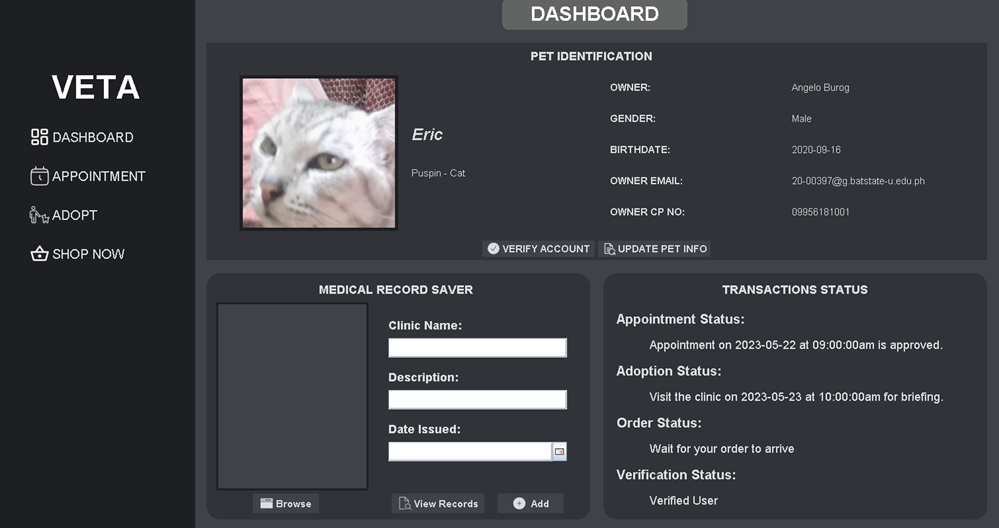 DASHBOARD
VETA
DASHBOARD
APPOINTMENT
ADOPT
SHOP NOW
PET IDENTIFICATION
Eric
Puspin - Cat
OWNER: Angelo Burog
GENDER: Male
BIRTHDATE: 2020-09-16
OWNER EMAIL: 20-00397@g.batstate-u.edu.ph
OWNER CP NO: 09956181001
VERIFY ACCOUNT UPDATE PET INFO
MEDICAL RECORD SAVER
Clinic Name:
Description:
Date Issued:
Browse View Records Add
TRANSACTIONS STATUS
Appointment Status:
Appointment on 2023-05-22 at 09:00:00am is approved.
Adoption Status:
Visit the clinic on 2023-05-23 at 10:00:00am for briefing.
Order Status:
Wait for your order to arrive
Verification Status:
Verified User